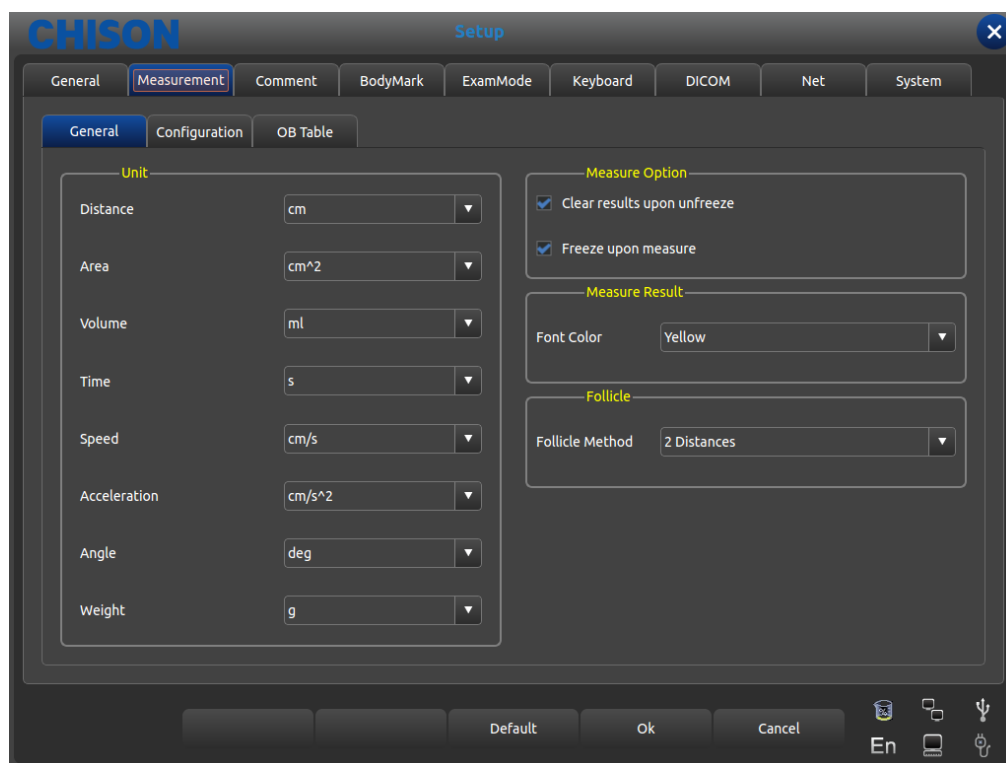 CHISON
Setup
General Measurement Comment BodyMark ExamMode Keyboard DICOM Net System
General Configuration OB Table
Unit
Distance cm
Area cm^2
Volume ml
Time s
Speed cm/s
Acceleration cm/s^2
Angle deg
Weight g
Measure Option
Clear results upon unfreeze
Freeze upon measure
Measure Result
Font Color Yellow
Follicle
Follicle Method 2 Distances
Default Ok Cancel
En